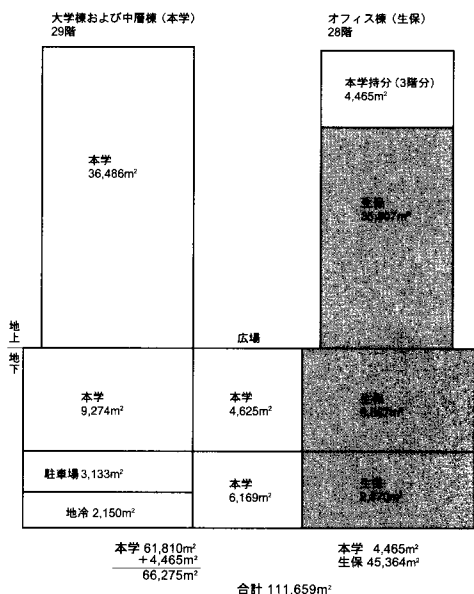 大学棟および中層棟（本学）
29階
オフィス棟（生保）
28階
本学持分（3階分）
4,465m²
本学
36,486m²
生保
地上
地下
広場
本学
9,274m²
本学
4,625m²
生保
駐車場 3,133m²
地冷 2,150m²
本学
6,169m²
生保
本学 61,810m²
+4,465m²
66,275m²
本学 4,465m²
生保 45,364m²
合計 111,659m²